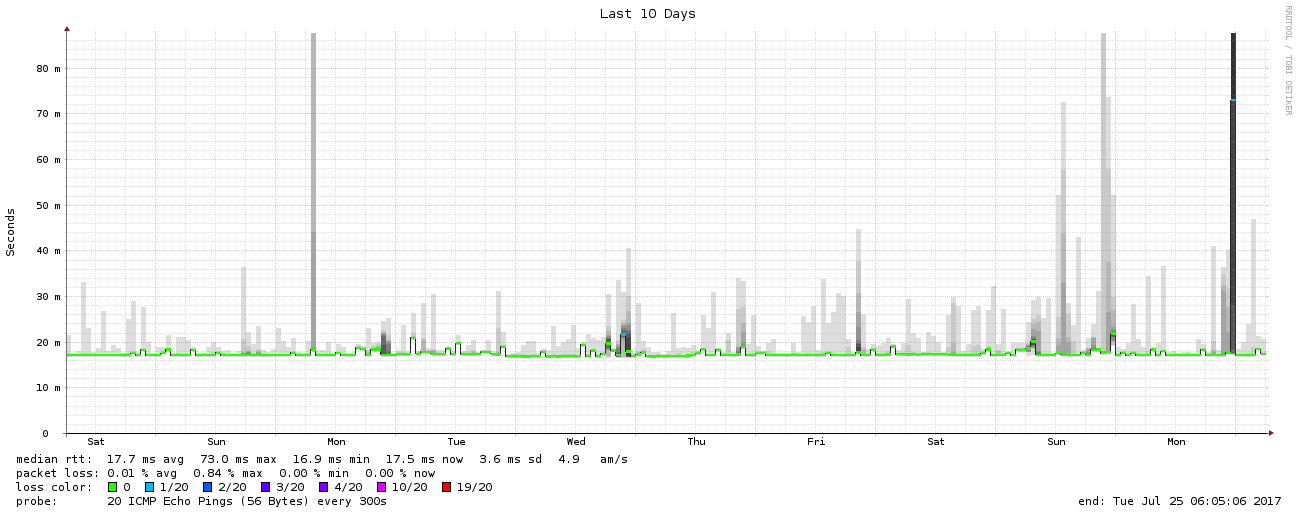 Last 10 Days
RRDTOOL / TOBI OETIKER
Seconds
80 m
70 m
60 m
50 m
40 m
30 m
20 m
10 m
0
Sat Sun Mon Tue Wed Thu Fri Sat Sun Mon
median rtt: 17.7 ms avg 73.0 ms max 16.9 ms min 17.5 ms now 3.6 ms sd 4.9 am/s
packet loss: 0.01 % avg 0.84 % max 0.00 % min 0.00 % now
loss color: 0 1/20 2/20 3/20 4/20 10/20 19/20
probe: 20 ICMP Echo Pings (56 Bytes) every 300s
end: Tue Jul 25 06:05:06 2017